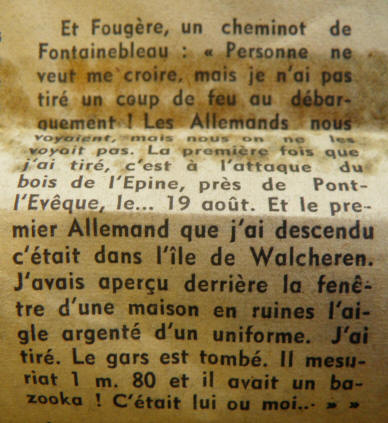 Et Fougère, un cheminot de
Fontainebleau : « Personne ne
veut me croire, mais je n'ai pas
tiré un coup de feu au débar-
quement ! Les Allemands nous
voyaient, mais nous on ne les
voyoit pas. La première fois que
j'ai tiré, c'est à l'attaque du
bois de l'Epine, près de Pont-
l'Evêque, le... 19 août. Et le pre-
mier Allemand que j'ai descendu
c'était dans l'île de Walcheren.
J'avais aperçu derrière la fenê-
tre d'une maison en ruines l'ai-
gle argenté d'un uniforme. J'ai
tiré. Le gars est tombé. Il mesu-
riat 1 m. 80 et il avait un ba-
zooka ! C'était lui ou moi... » »